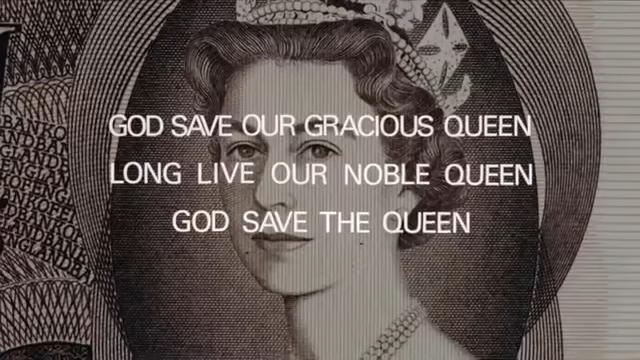 GOD SAVE OUR GRACIOUS QUEEN
LONG LIVE OUR NOBLE QUEEN
GOD SAVE THE QUEEN